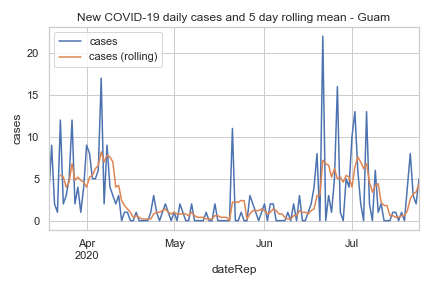 New COVID-19 daily cases and 5 day rolling mean - Guam
cases
cases (rolling)
cases
20
15
10
5
0
Apr
2020
May
Jun
Jul
dateRep